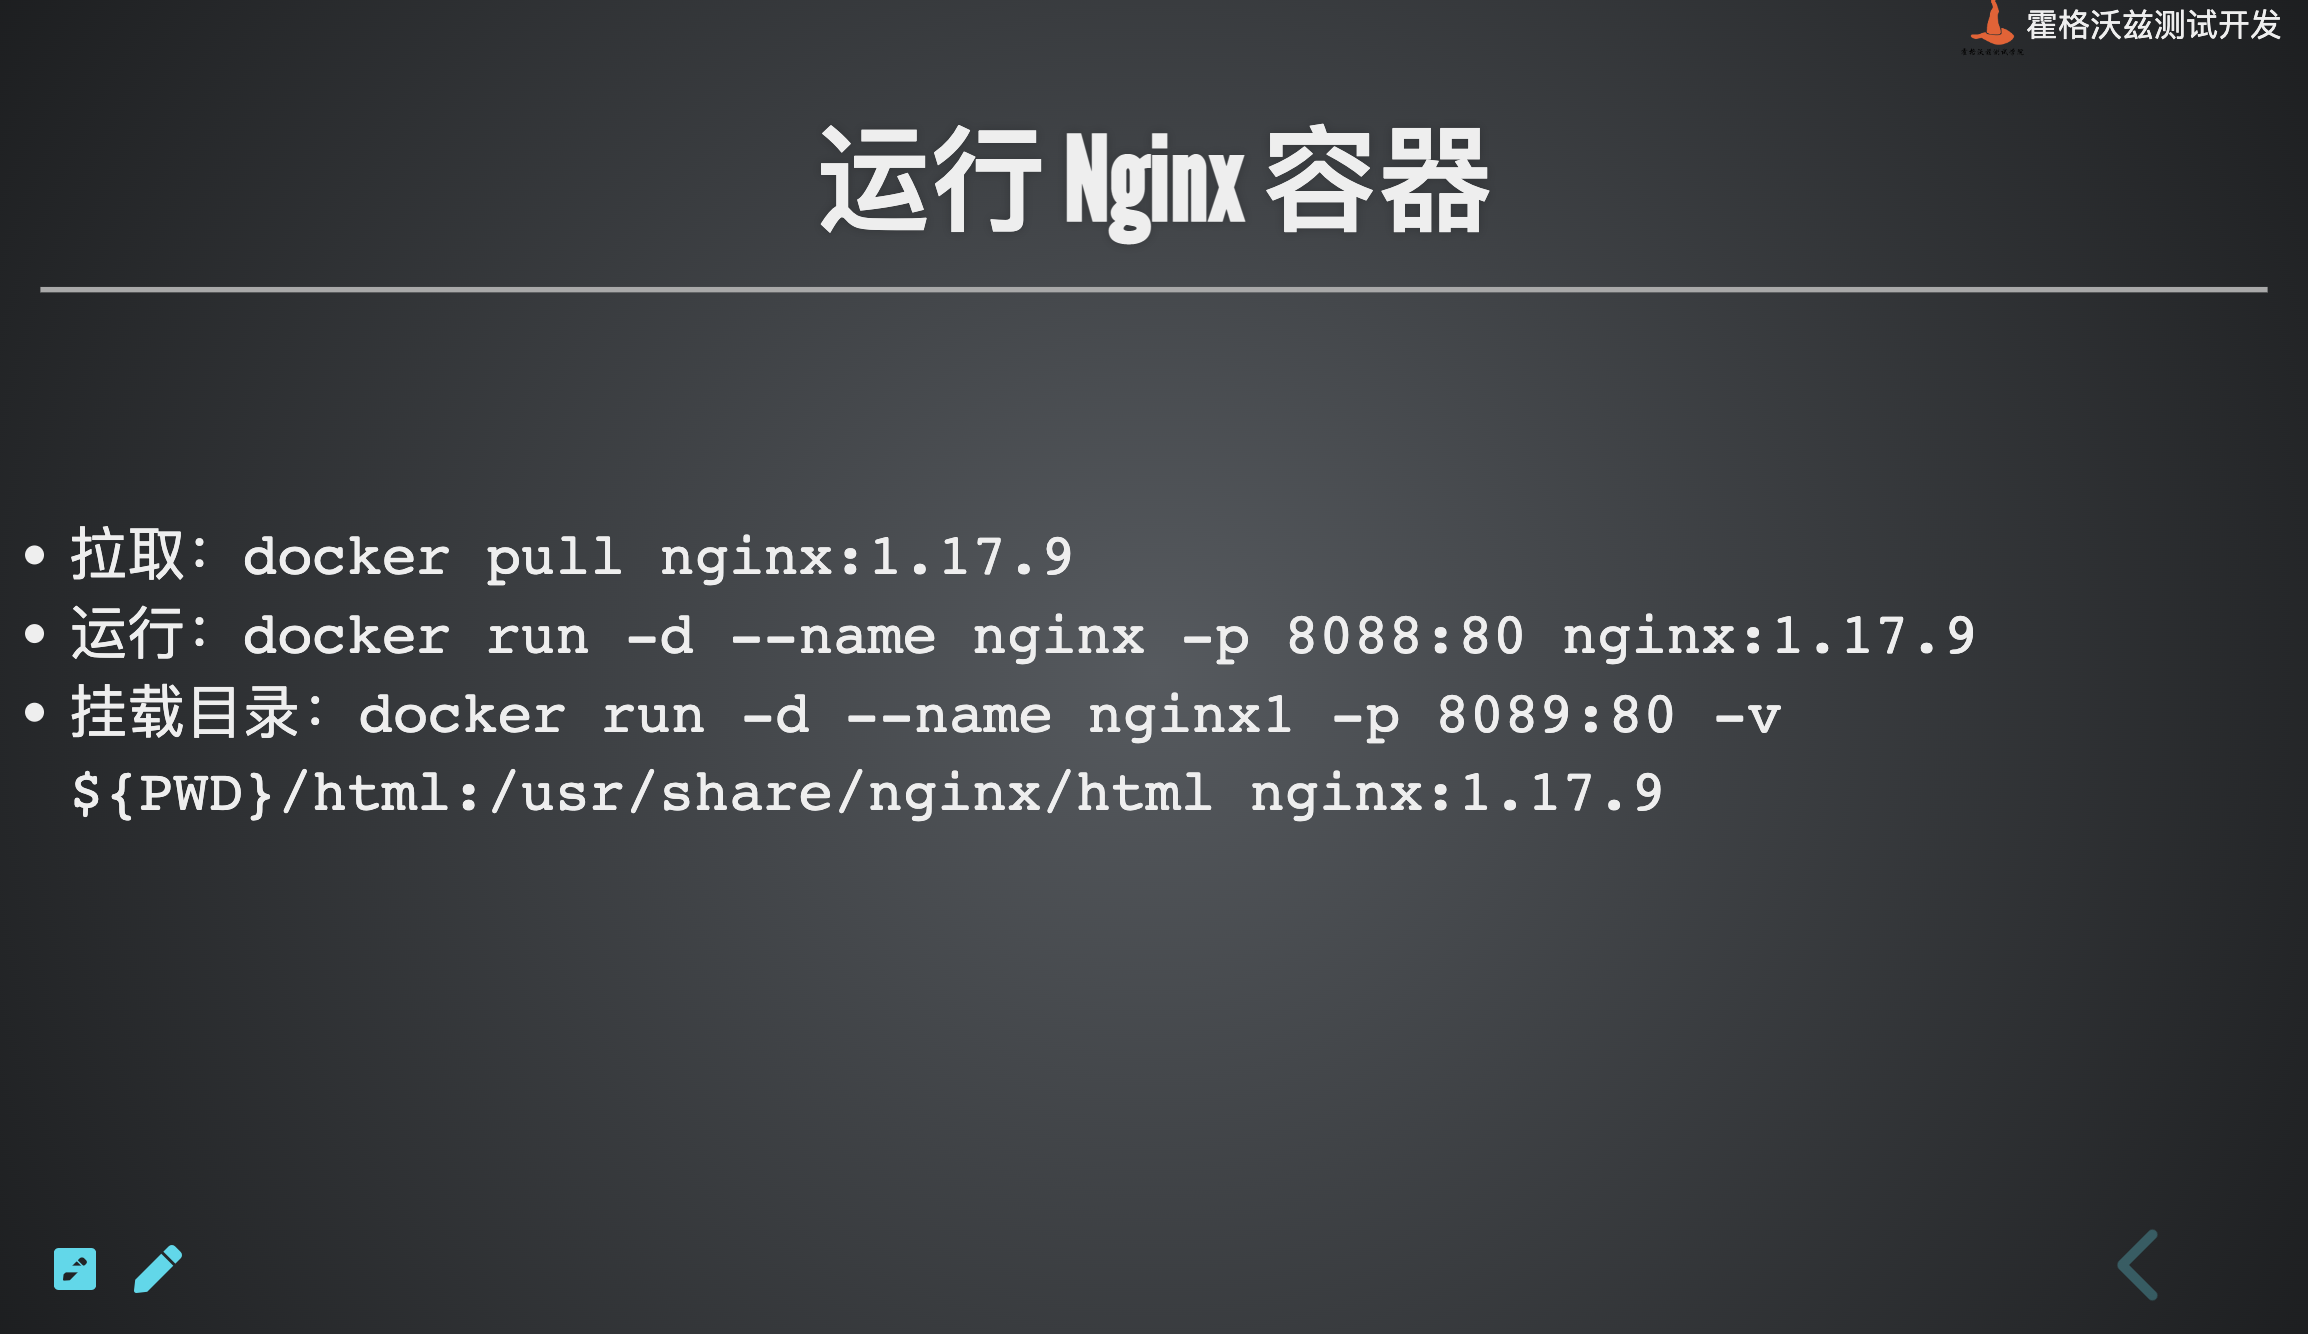 霍格沃兹测试开发
运行 Nginx 容器
• 拉取：docker pull nginx:1.17.9
• 运行：docker run -d --name nginx -p 8088:80 nginx:1.17.9
• 挂载目录：docker run -d --name nginx1 -p 8089:80 -v
${PWD}/html:/usr/share/nginx/html nginx:1.17.9